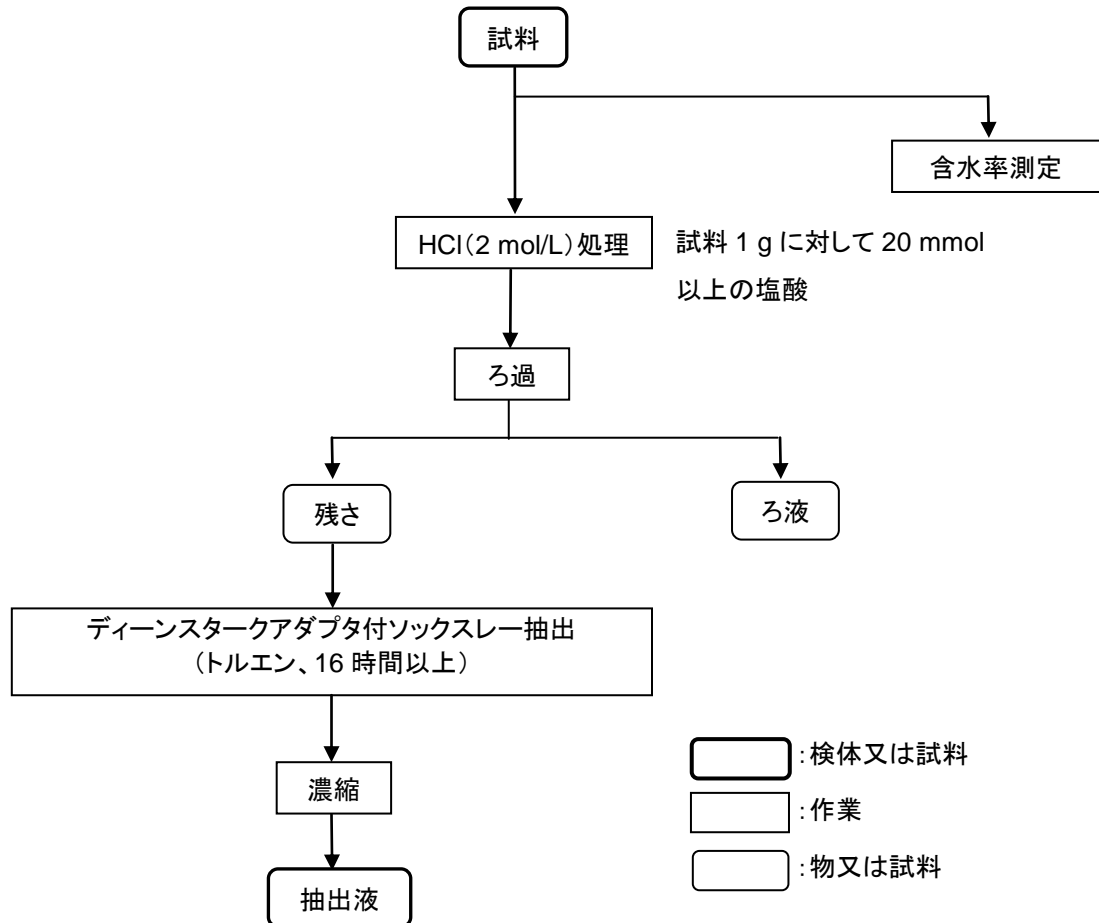 試料
含水率測定
HCl(2 mol/L)処理
試料 1 g に対して 20 mmol
以上の塩酸
ろ過
残さ
ろ液
ディーンスタークアダプタ付ソックスレー抽出
(トルエン、16 時間以上)
濃縮
抽出液
:検体又は試料
:作業
:物又は試料